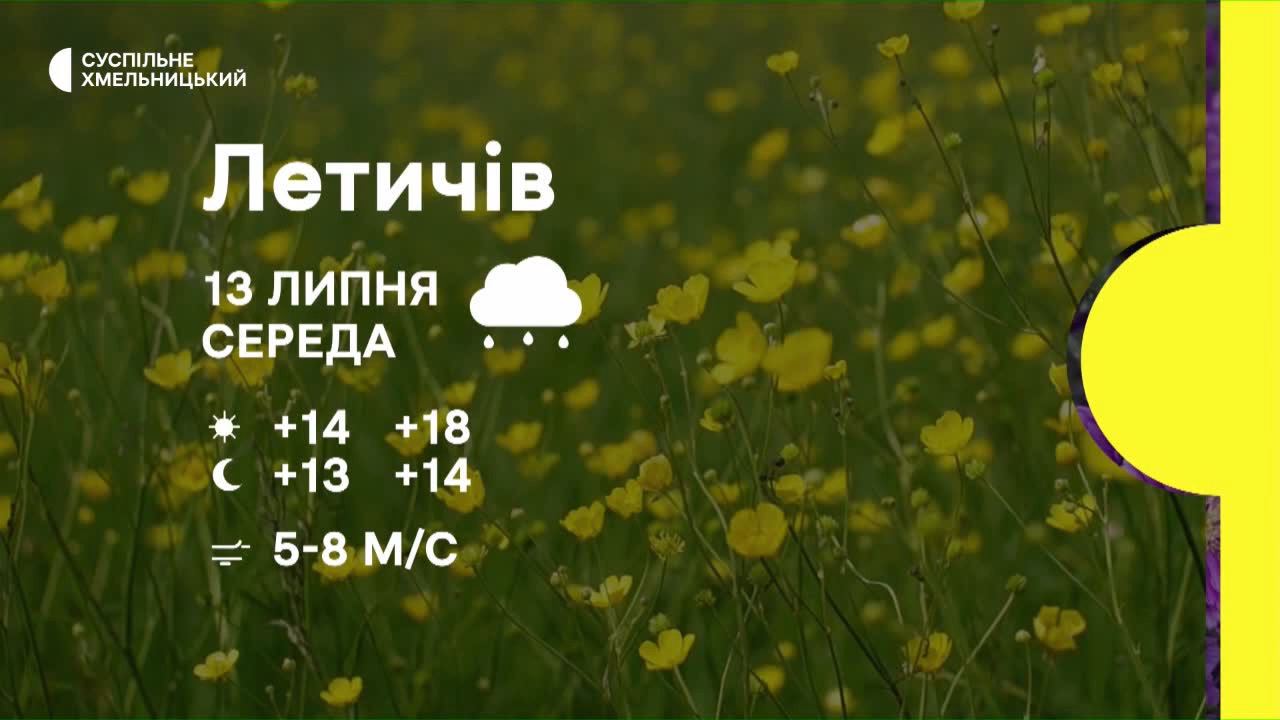 СУСПІЛЬНЕ
ХМЕЛЬНИЦЬКИЙ
Летичів
13 ЛИПНЯ
СЕРЕДА
+14 +18
+13 +14
5-8 М/С